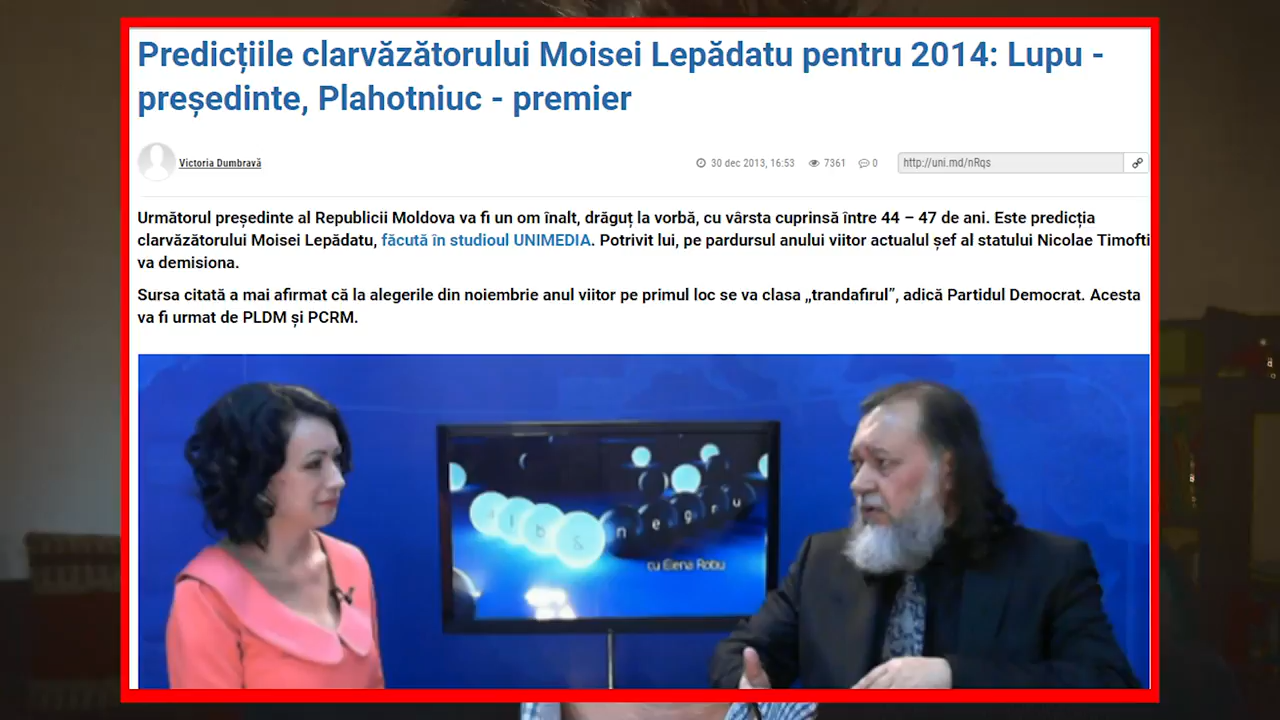 Predicțiile clarvăzătorului Moisei Lepădatu pentru 2014: Lupu -
președinte, Plahotniuc - premier
Victoria Dumbravă
30 dec 2013, 16:53 7361 0 http://uni.md/nRqs
Următorul președinte al Republicii Moldova va fi un om înalt, drăguț la vorbă, cu vârsta cuprinsă între 44 – 47 de ani. Este predicția
clarvăzătorului Moisei Lepădatu, făcută în studioul UNIMEDIA. Potrivit lui, pe pardursul anului viitor actualul șef al statului Nicolae Timofti
va demisiona.
Sursa citată a mai afirmat că la alegerile din noiembrie anul viitor pe primul loc se va clasa „trandafirul”, adică Partidul Democrat. Acesta
va fi urmat de PLDM și PCRM.
alb & negru
cu Elena Robu